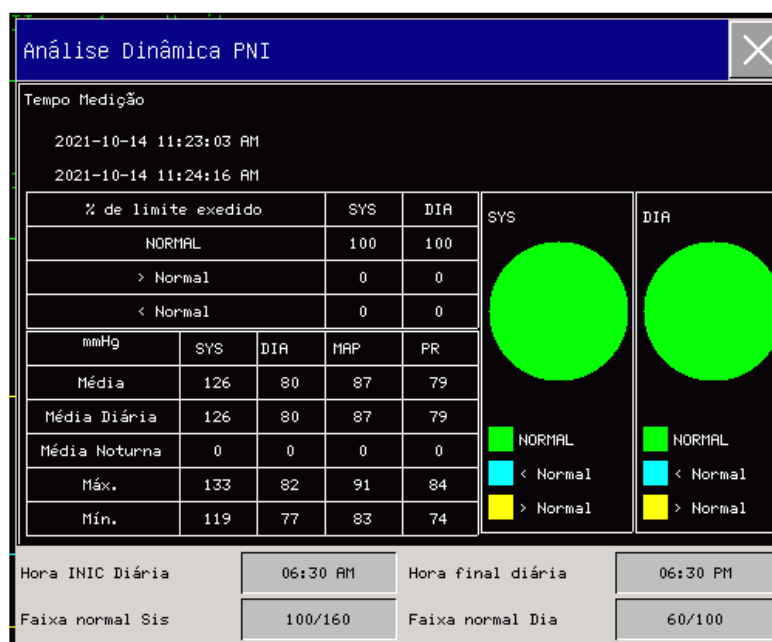 Análise Dinâmica PNI
Tempo Medição
2021-10-14 11:23:03 AM
2021-10-14 11:24:16 AM
% de limite exedido SYS DIA
NORMAL 100 100
> Normal 0 0
< Normal 0 0
mmHg SYS DIA MAP PR
Média 126 80 87 79
Média Diária 126 80 87 79
Média Noturna 0 0 0 0
Máx. 133 82 91 84
Mín. 119 77 83 74
SYS
NORMAL
< Normal
> Normal
DIA
NORMAL
< Normal
> Normal
Hora INIC Diária 06:30 AM Hora final diária 06:30 PM
Faixa normal Sis 100/160 Faixa normal Dia 60/100